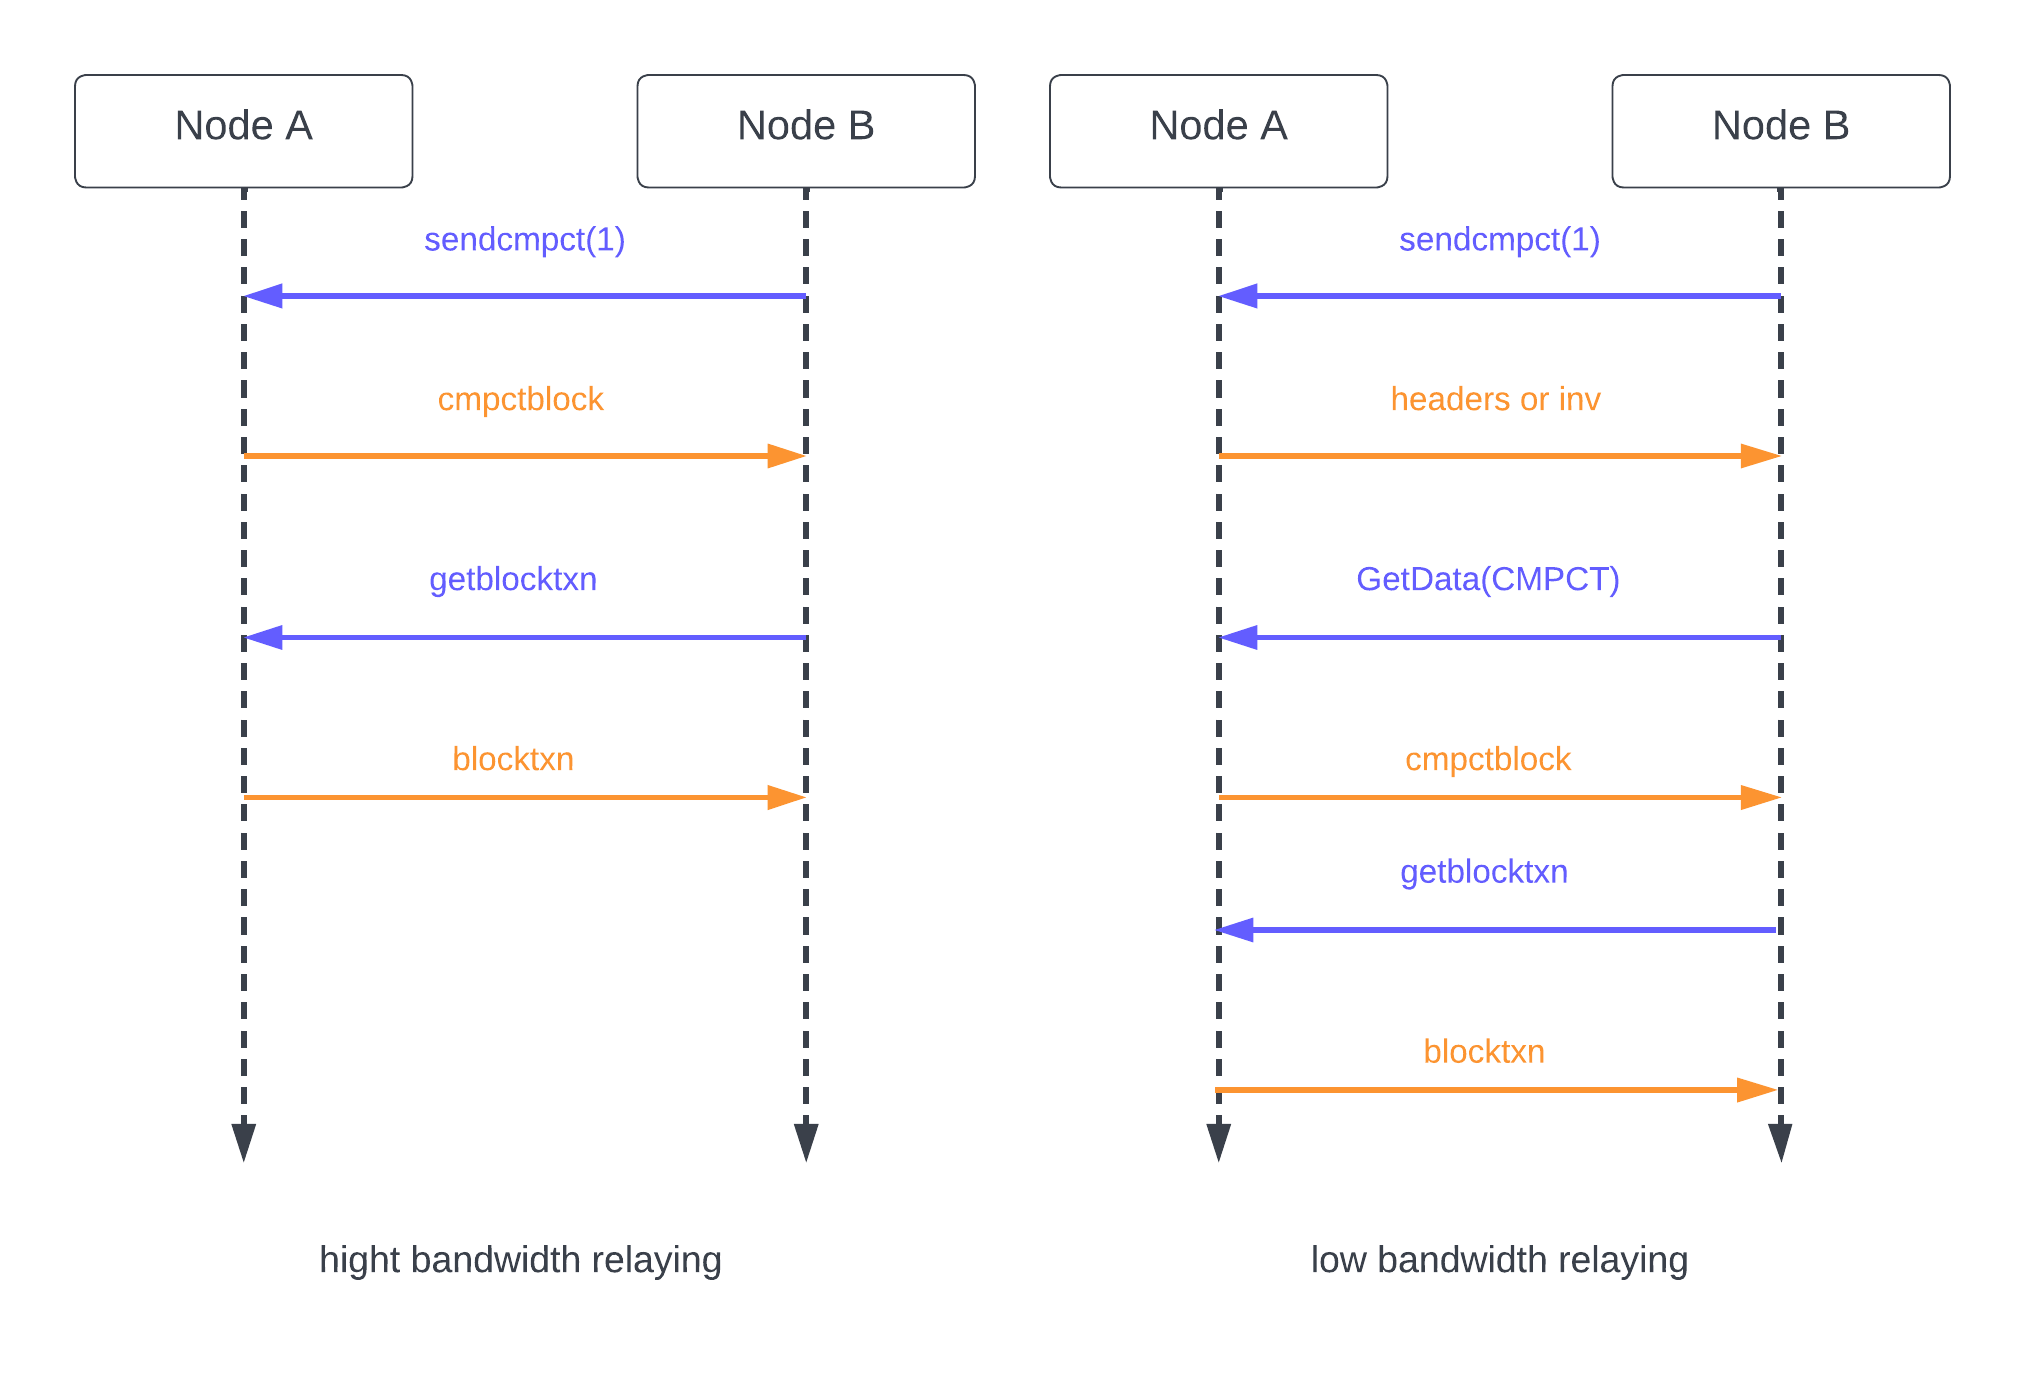 Node A
Node B
sendcmpct(1)
cmpctblock
getblocktxn
blocktxn
hight bandwidth relaying
Node A
Node B
sendcmpct(1)
headers or inv
GetData(CMPCT)
cmpctblock
getblocktxn
blocktxn
low bandwidth relaying